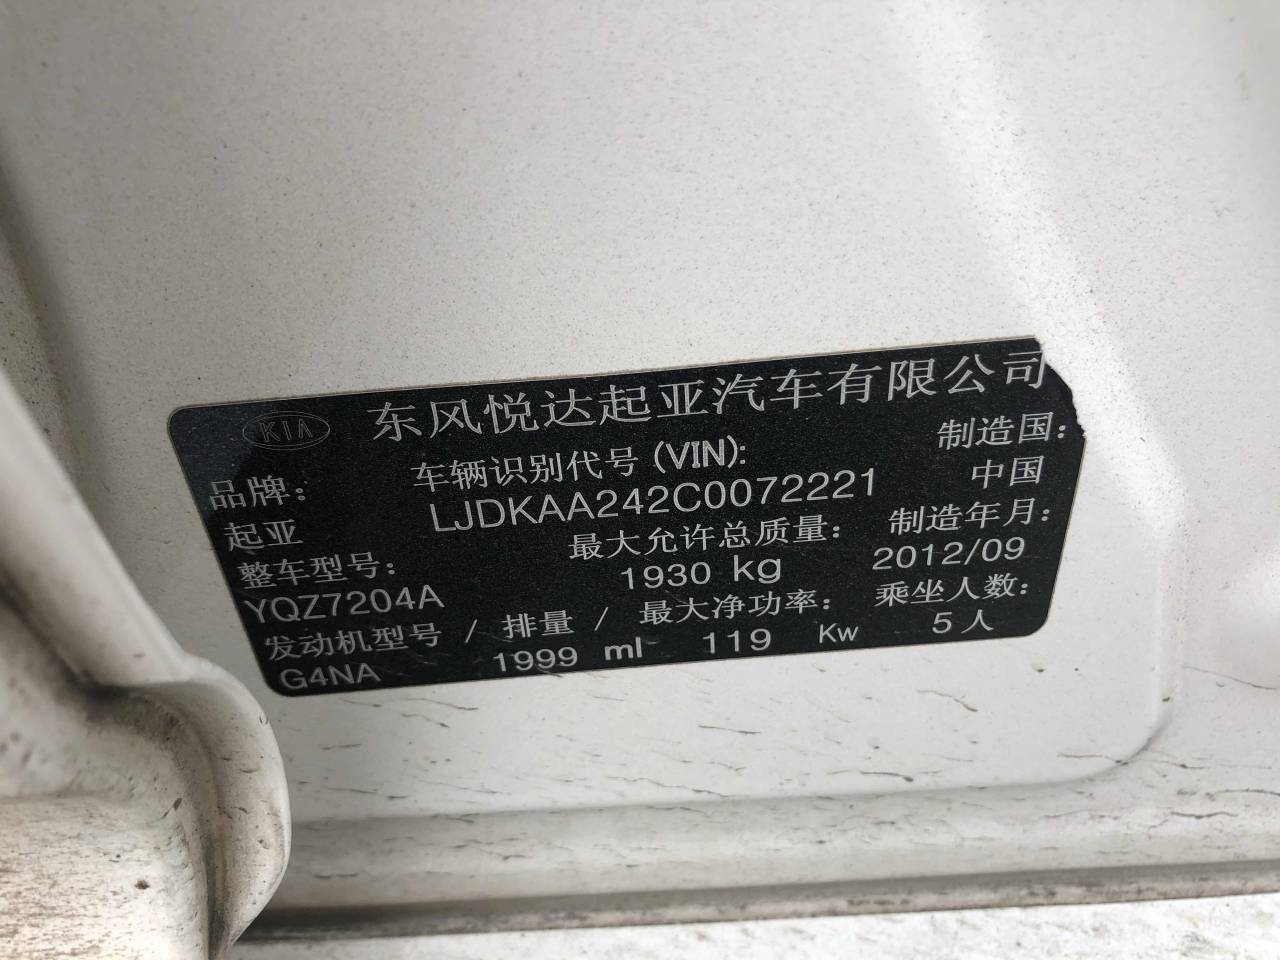 KIA 东风悦达起亚汽车有限公司
品牌: 车辆识别代号 (VIN): 制造国:
起亚 LJDKAA242C0072221 中国
整车型号: 最大允许总质量: 制造年月:
YQZ7204A 1930 kg 2012/09
发动机型号 / 排量 / 最大净功率: 乘坐人数:
G4NA 1999 ml 119 Kw 5 人